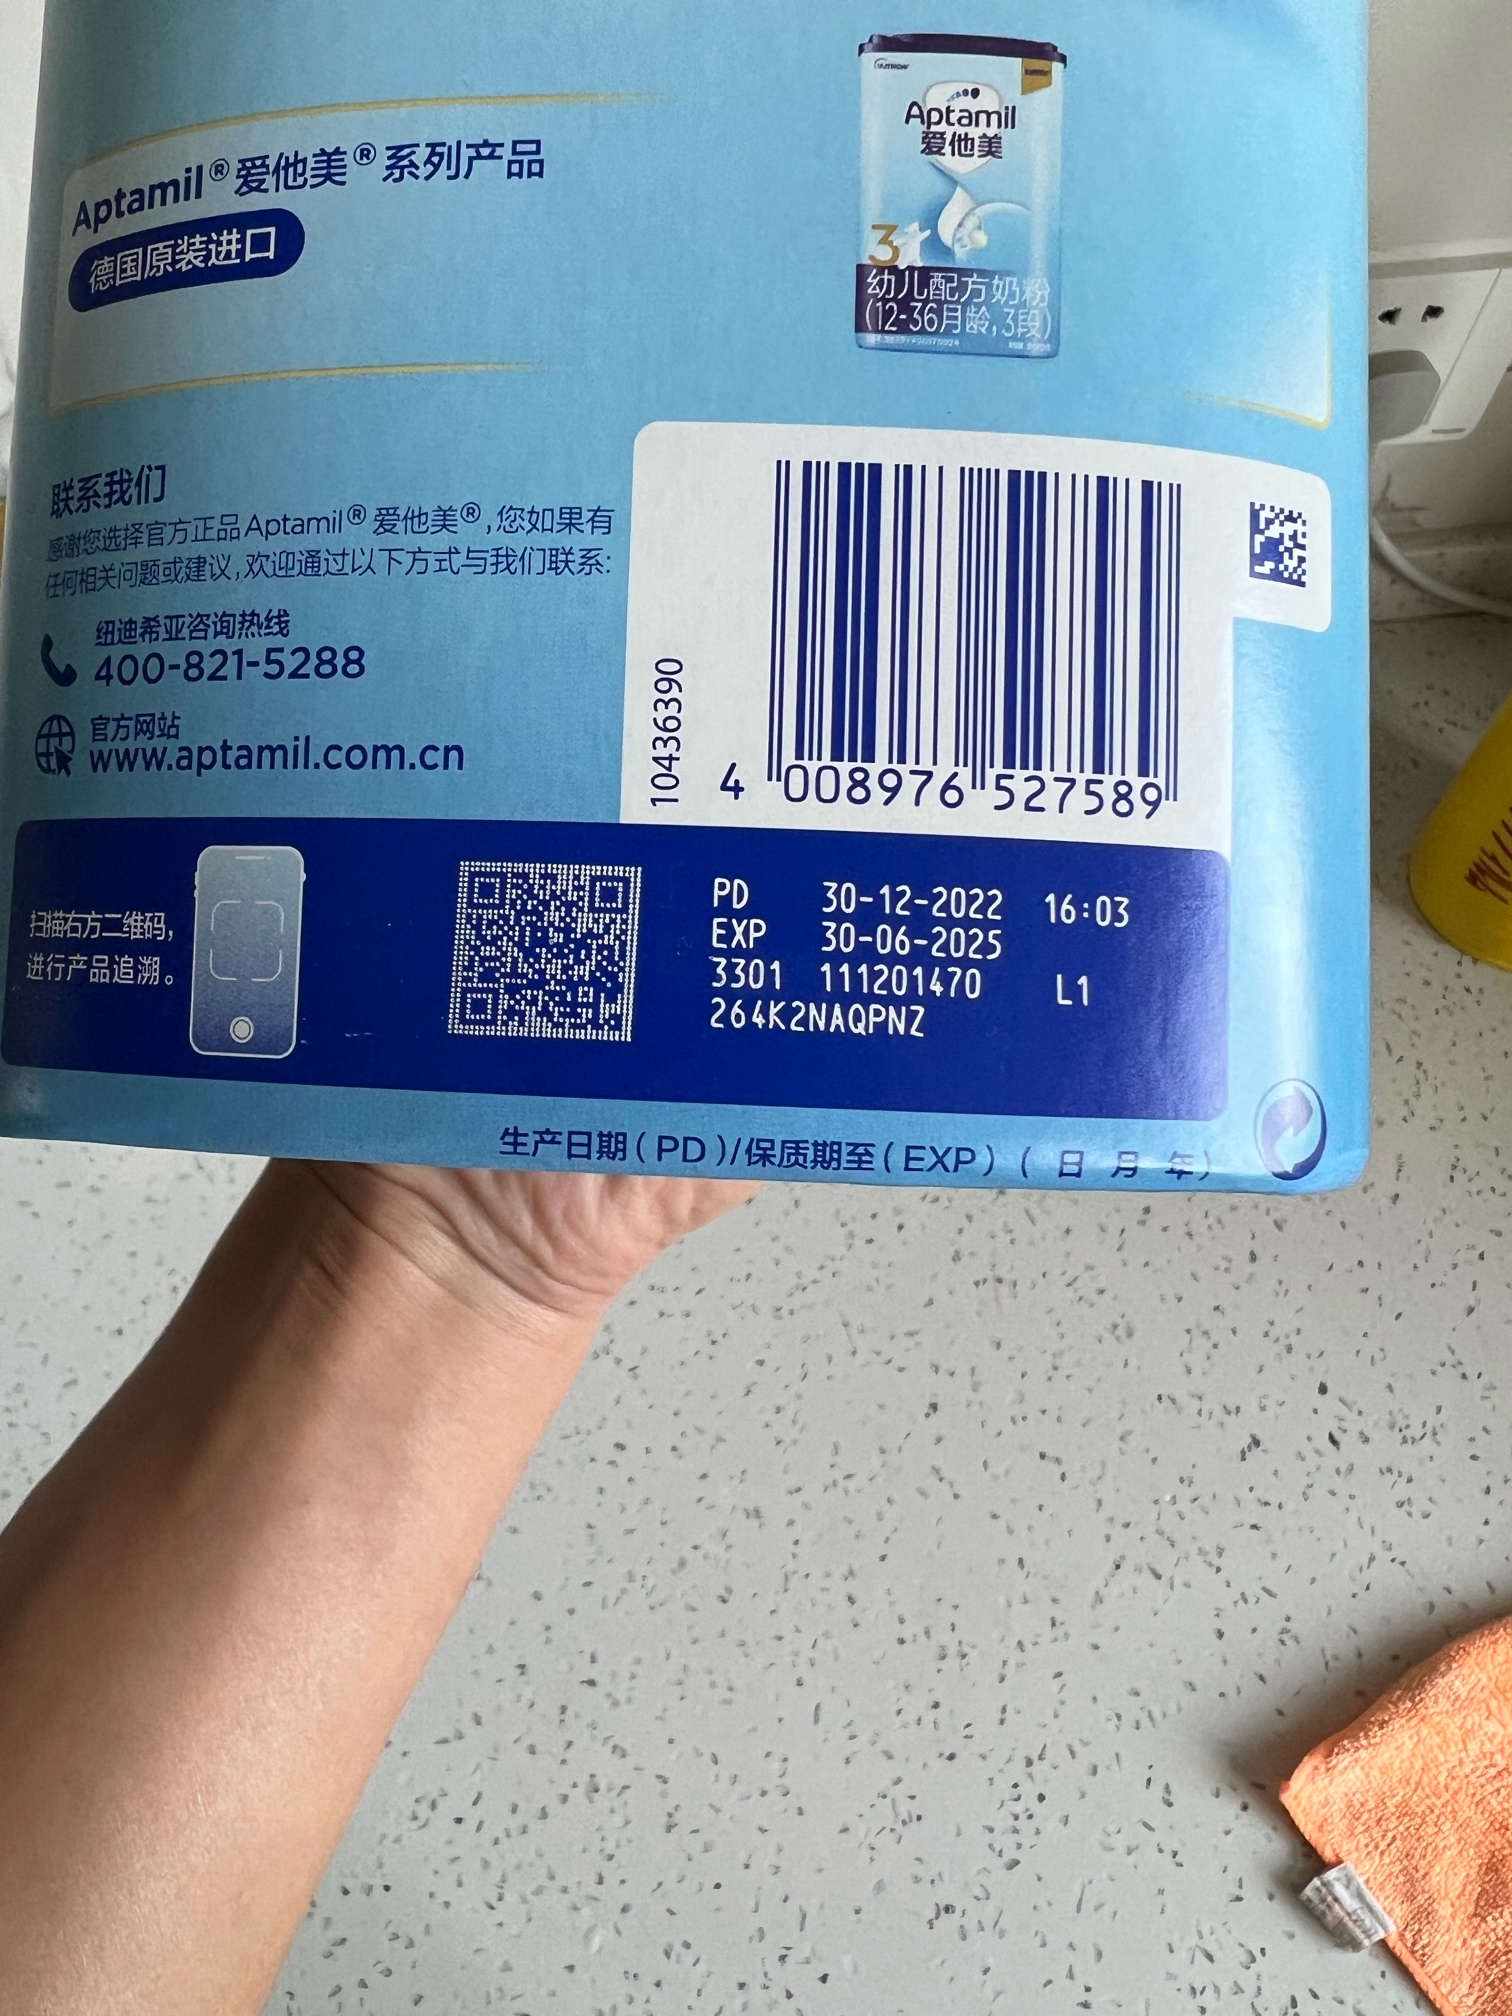 Aptamil
爱他美
3
幼儿配方奶粉
(12-36月龄,3段)
Aptamil®爱他美®系列产品
德国原装进口
联系我们
感谢您选择官方正品Aptamil®爱他美®,您如果有
任何相关问题或建议,欢迎通过以下方式与我们联系:
纽迪希亚咨询热线
400-821-5288
官方网站
www.aptamil.com.cn
10436390
4 008976 527589
扫描右方二维码,
进行产品追溯。
PD 30-12-2022 16:03
EXP 30-06-2025
3301 111201470 L1
264K2NAQPNZ
生产日期(PD)/保质期至(EXP)(日 月 年)